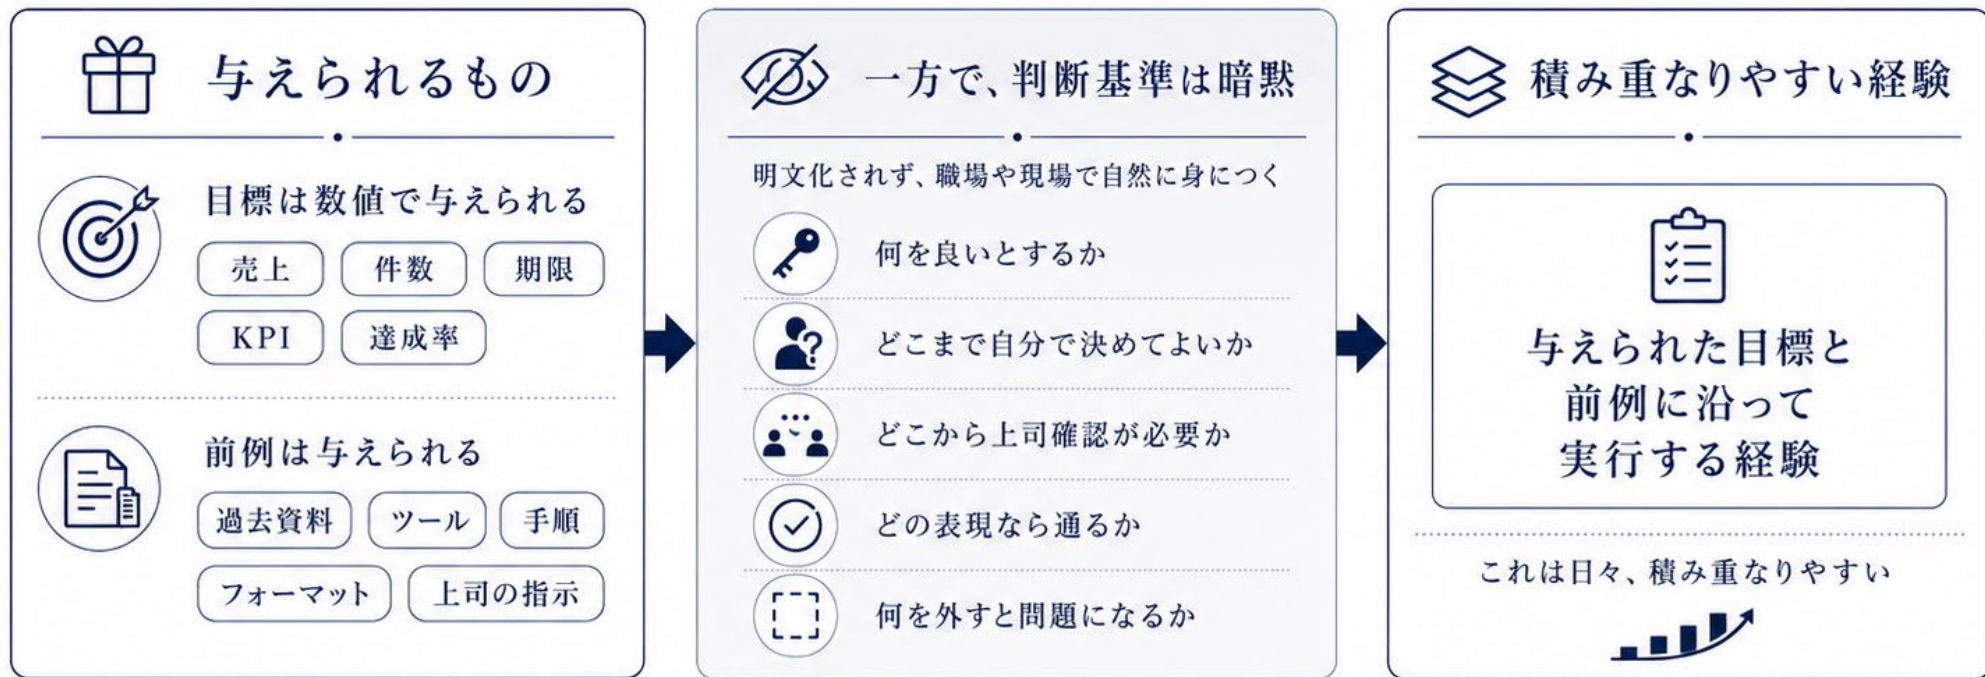 与えられるもの
目標は数値で与えられる
売上 件数 期限
KPI 達成率
前例は与えられる
過去資料 ツール 手順
フォーマット 上司の指示
一方で、判断基準は暗黙
明文化されず、職場や現場で自然に身につく
何を良いとするか
どこまで自分で決めてよいか
どこから上司確認が必要か
どの表現なら通るか
何を外すと問題になるか
積み重なりやすい経験
与えられた目標と
前例に沿って
実行する経験
これは日々、積み重なりやすい